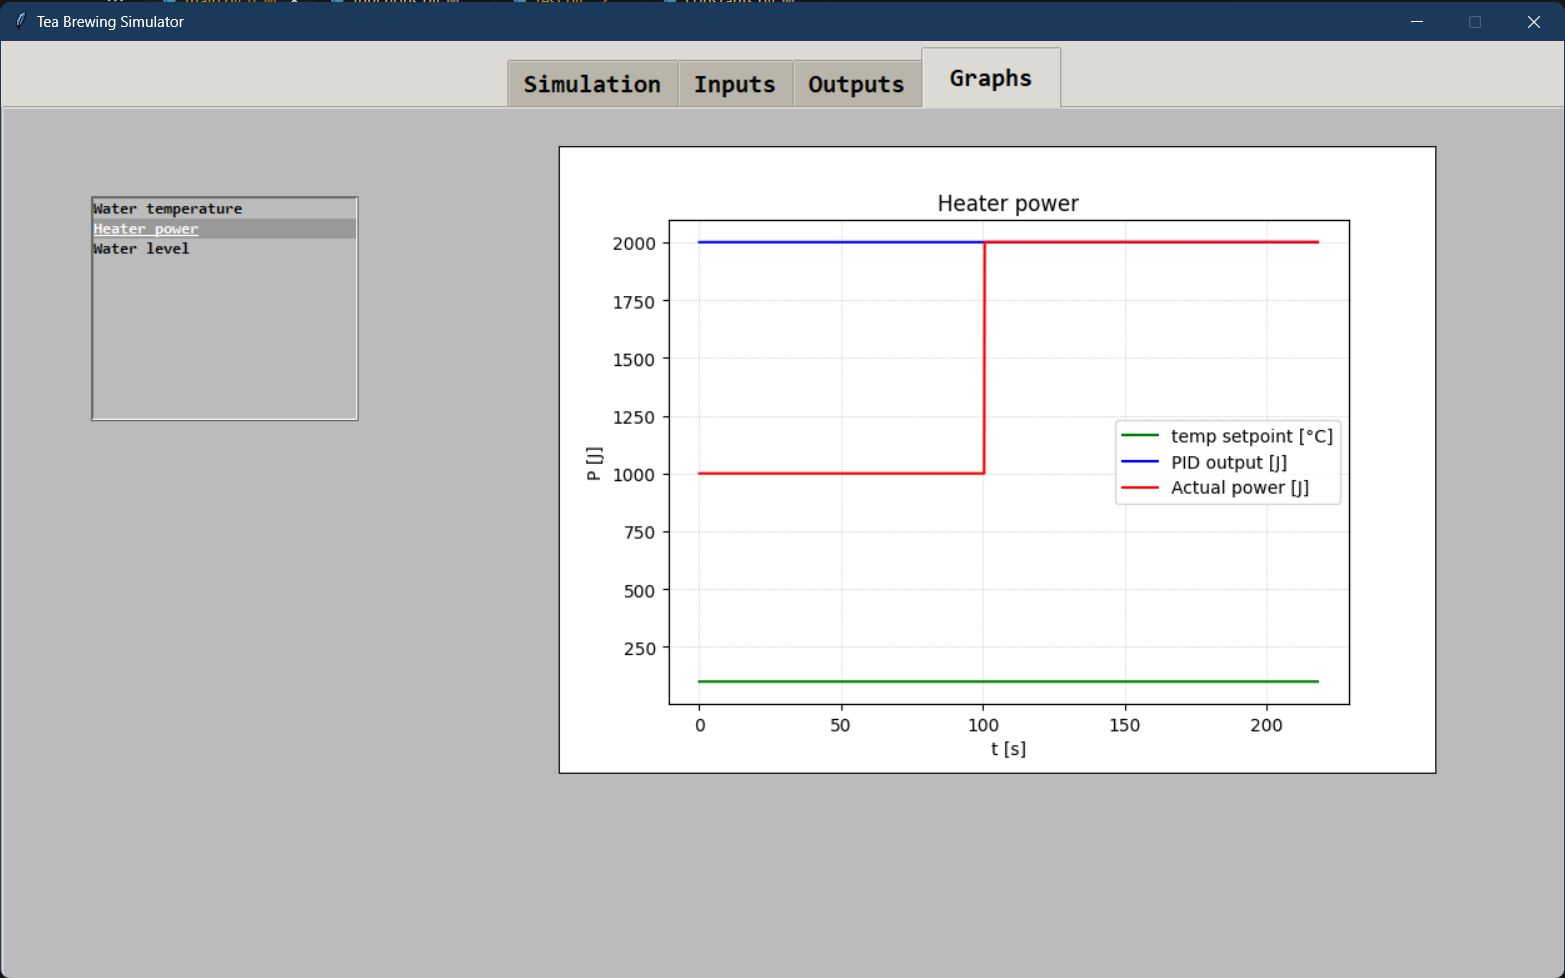 Tea Brewing Simulator
Simulation Inputs Outputs Graphs
Water temperature
Heater power
Water level
Heater power
2000
1750
1500
1250
1000
750
500
250
P [J]
temp setpoint [°C]
PID output [J]
Actual power [J]
0 50 100 150 200
t [s]